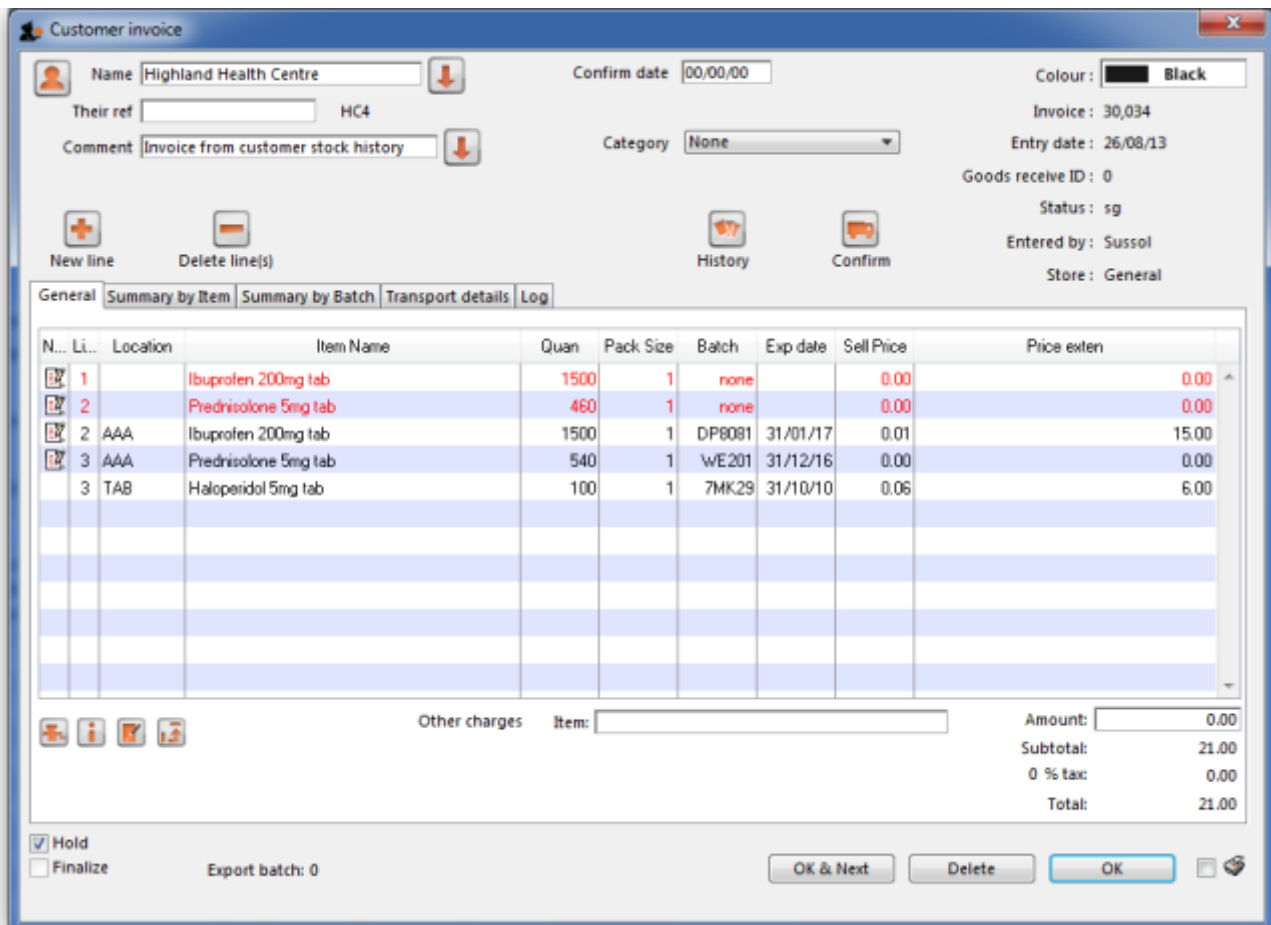 Customer invoice
Name Highland Health Centre Confirm date 00/00/00 Colour : Black
Their ref HC4 Invoice : 30,034
Comment Invoice from customer stock history Category None Entry date : 26/08/13
Goods receive ID : 0
Status : sg
New line Delete line(s) History Confirm Entered by : Sussol
Store : General
General Summary by Item Summary by Batch Transport details Log
N... Li... Location Item Name Quan Pack Size Batch Exp date Sell Price Price exten
1 Ibuprofen 200mg tab 1500 1 none 0.00 0.00
2 Prednisolone 5mg tab 460 1 none 0.00 0.00
2 AAA Ibuprofen 200mg tab 1500 1 DP8081 31/01/17 0.01 15.00
3 AAA Prednisolone 5mg tab 540 1 WE201 31/12/16 0.00 0.00
3 TAB Haloperidol 5mg tab 100 1 7MK29 31/10/10 0.06 6.00
Other charges Item: Amount: 0.00
Subtotal: 21.00
0 % tax: 0.00
Total: 21.00
Hold
Finalize Export batch: 0 OK & Next Delete OK